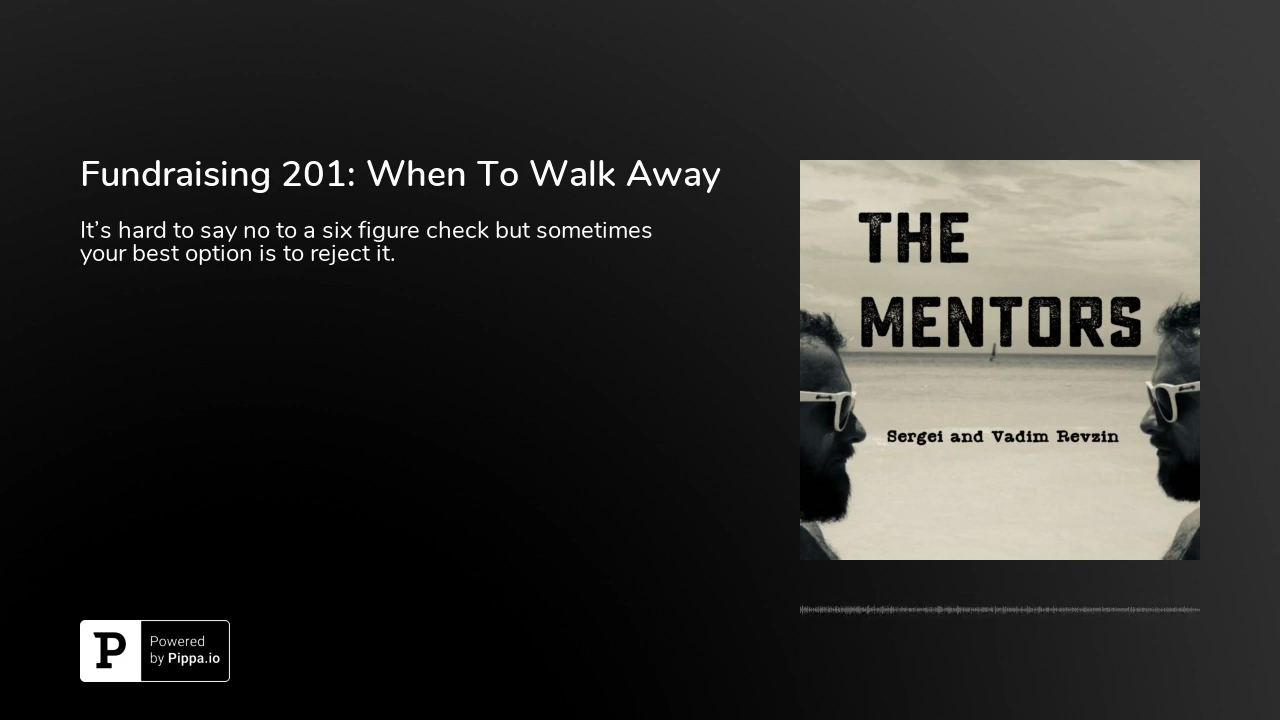 Fundraising 201: When To Walk Away
It’s hard to say no to a six figure check but sometimes
your best option is to reject it.
THE
MENTORS
Sergei and Vadim Revzin
P
Powered
by Pippa.io